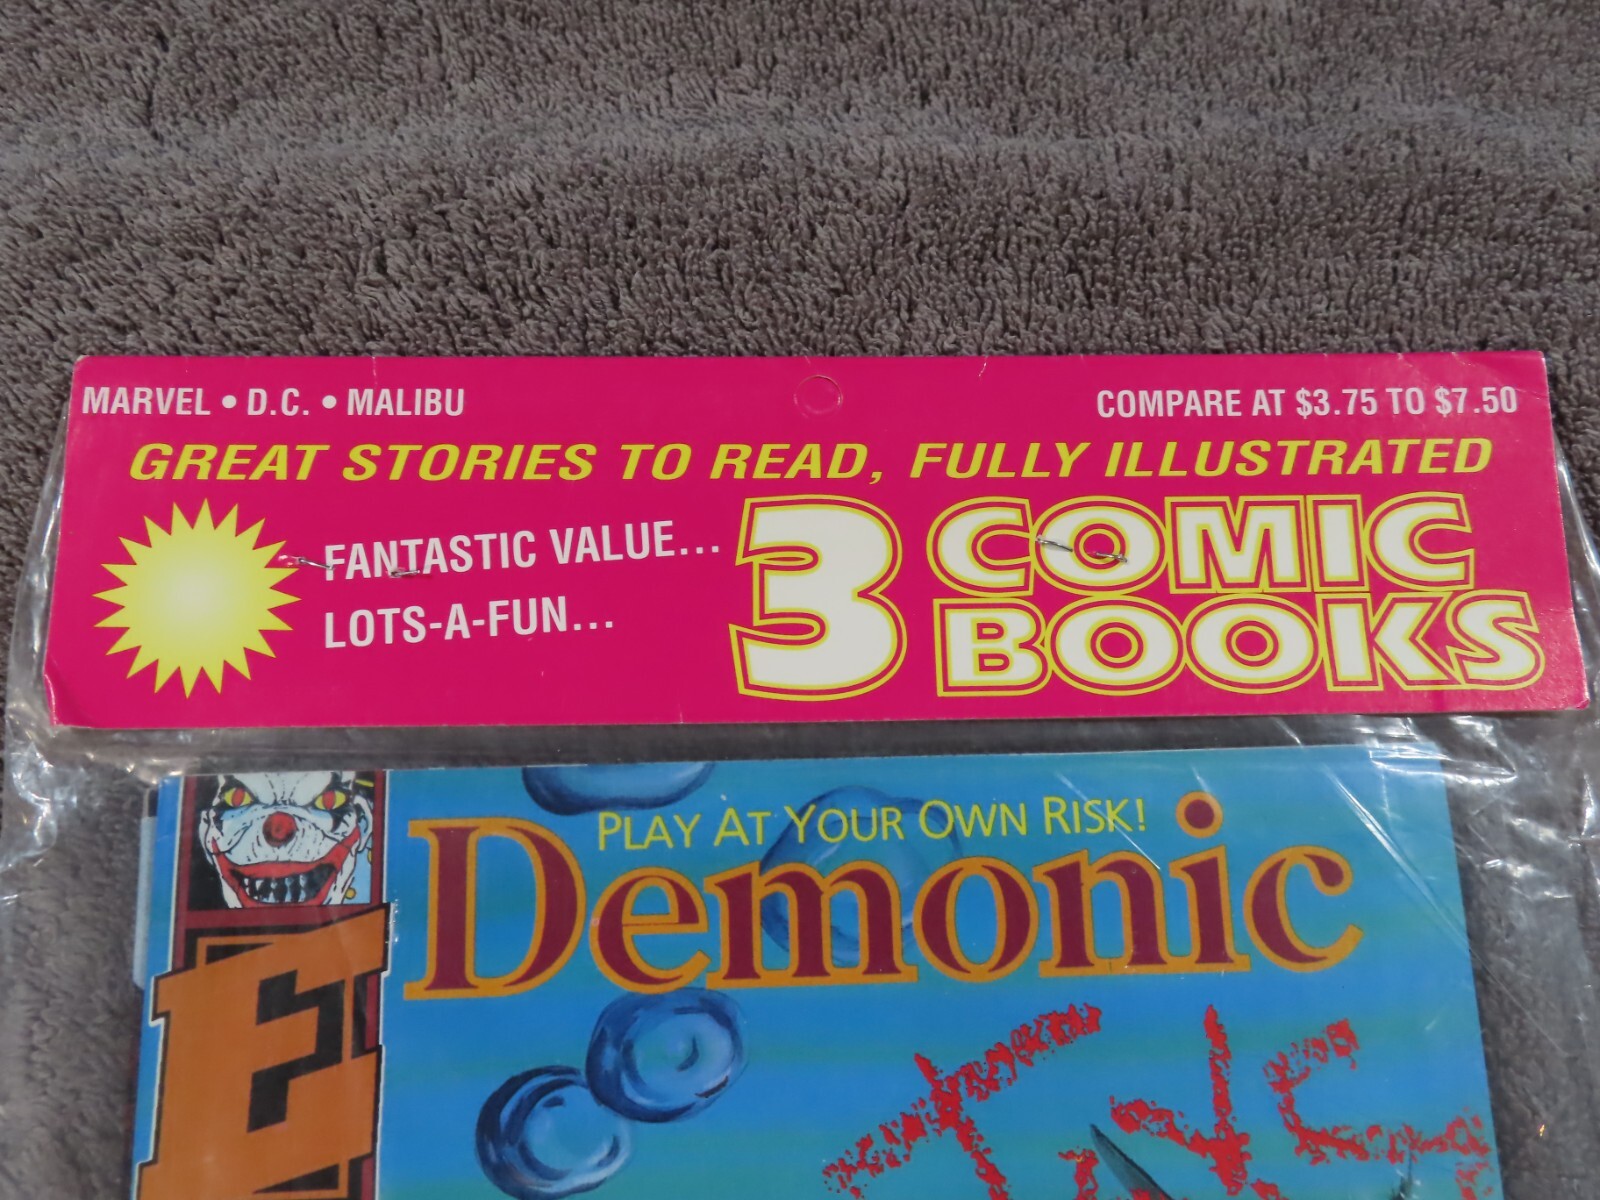 MARVEL • D.C. • MALIBU
COMPARE AT $3.75 TO $7.50
GREAT STORIES TO READ, FULLY ILLUSTRATED
FANTASTIC VALUE...
LOTS-A-FUN...
3 COMIC
BOOKS
PLAY AT YOUR OWN RISK!
Demonic
E